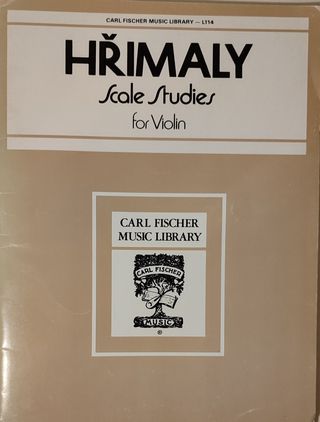 CARL FISCHER MUSIC LIBRARY — L114
HŘIMALY
Scale Studies
for Violin
CARL FISCHER
MUSIC LIBRARY
CARL FISCHER
MUSIC
®